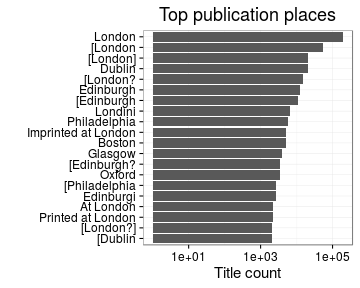 Top publication places
London
[London
[London]
Dublin
[London?
Edinburgh
[Edinburgh
Londini
Philadelphia
Imprinted at London
Boston
Glasgow
[Edinburgh?
Oxford
[Philadelphia
Edinburgi
At London
Printed at London
[London?]
[Dublin
1e+01 1e+03 1e+05
Title count